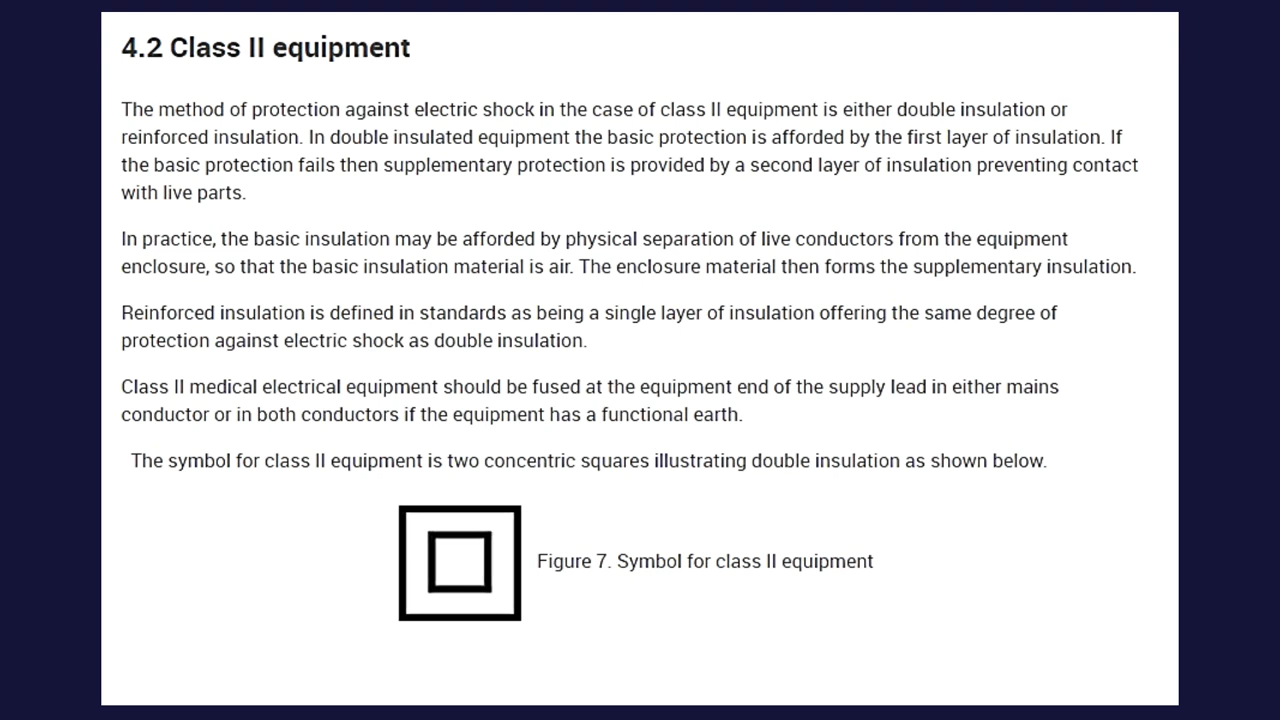 4.2 Class II equipment
The method of protection against electric shock in the case of class II equipment is either double insulation or
reinforced insulation. In double insulated equipment the basic protection is afforded by the first layer of insulation. If
the basic protection fails then supplementary protection is provided by a second layer of insulation preventing contact
with live parts.
In practice, the basic insulation may be afforded by physical separation of live conductors from the equipment
enclosure, so that the basic insulation material is air. The enclosure material then forms the supplementary insulation.
Reinforced insulation is defined in standards as being a single layer of insulation offering the same degree of
protection against electric shock as double insulation.
Class II medical electrical equipment should be fused at the equipment end of the supply lead in either mains
conductor or in both conductors if the equipment has a functional earth.
The symbol for class II equipment is two concentric squares illustrating double insulation as shown below.
Figure 7. Symbol for class II equipment